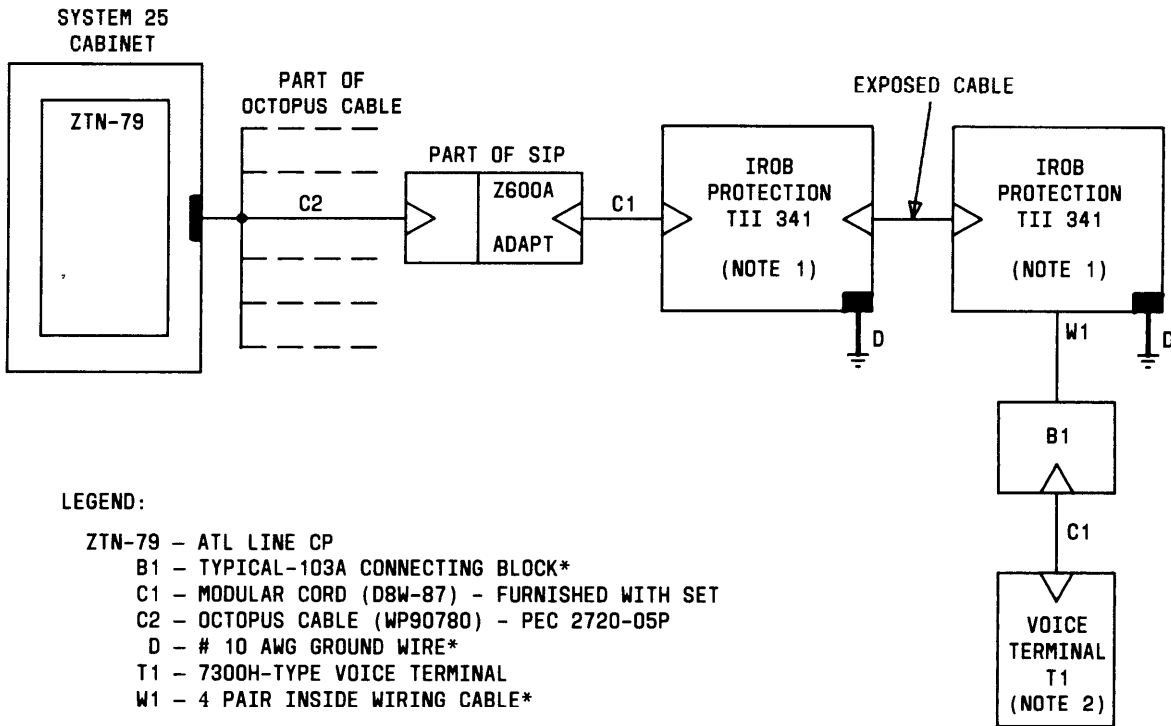 SYSTEM 25
CABINET
ZTN-79
PART OF
OCTOPUS CABLE
C2
PART OF SIP
Z600A
ADAPT
C1
IROB
PROTECTION
TII 341
(NOTE 1)
D
EXPOSED CABLE
IROB
PROTECTION
TII 341
(NOTE 1)
D
W1
B1
C1
VOICE
TERMINAL
T1
(NOTE 2)
LEGEND:
ZTN-79 – ATL LINE CP
B1 – TYPICAL-103A CONNECTING BLOCK*
C1 – MODULAR CORD (D8W-87) - FURNISHED WITH SET
C2 – OCTOPUS CABLE (WP90780) - PEC 2720-05P
D – # 10 AWG GROUND WIRE*
T1 – 7300H-TYPE VOICE TERMINAL
W1 – 4 PAIR INSIDE WIRING CABLE*